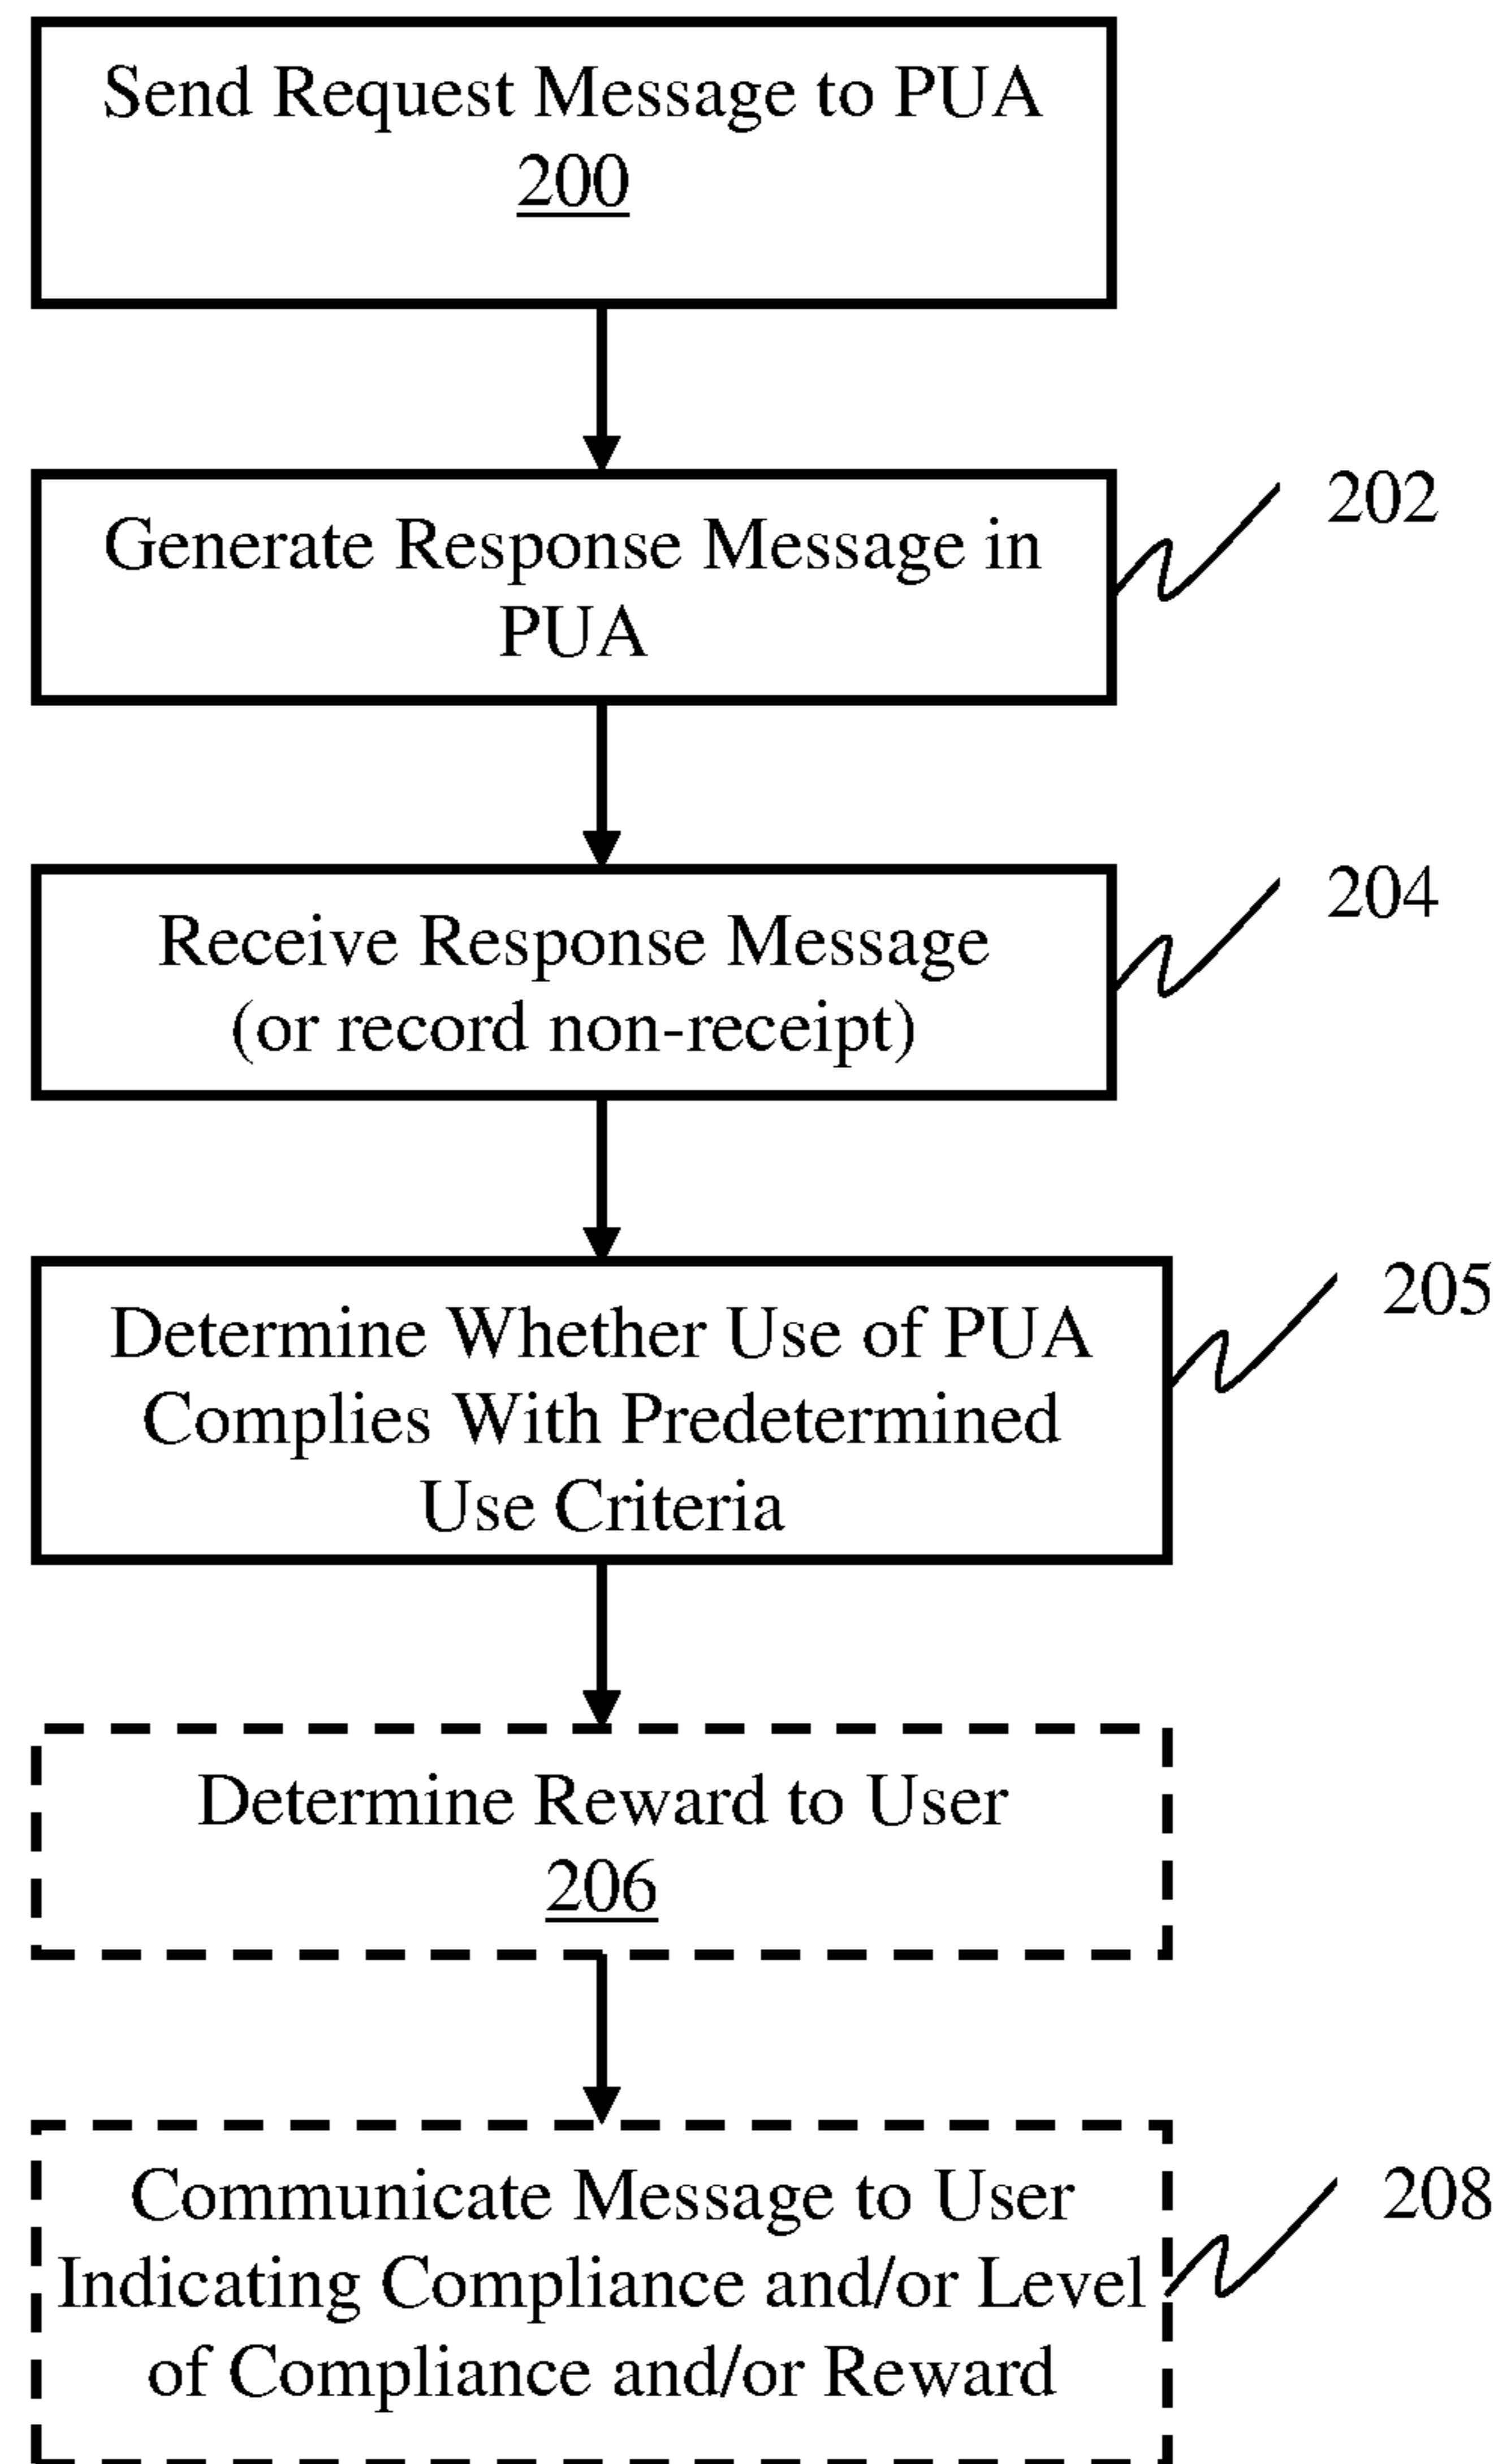 Send Request Message to PUA
200
Generate Response Message in
PUA
202
Receive Response Message
(or record non-receipt)
204
Determine Whether Use of PUA
Complies With Predetermined
Use Criteria
205
Determine Reward to User
206
Communicate Message to User
Indicating Compliance and/or Level
of Compliance and/or Reward
208